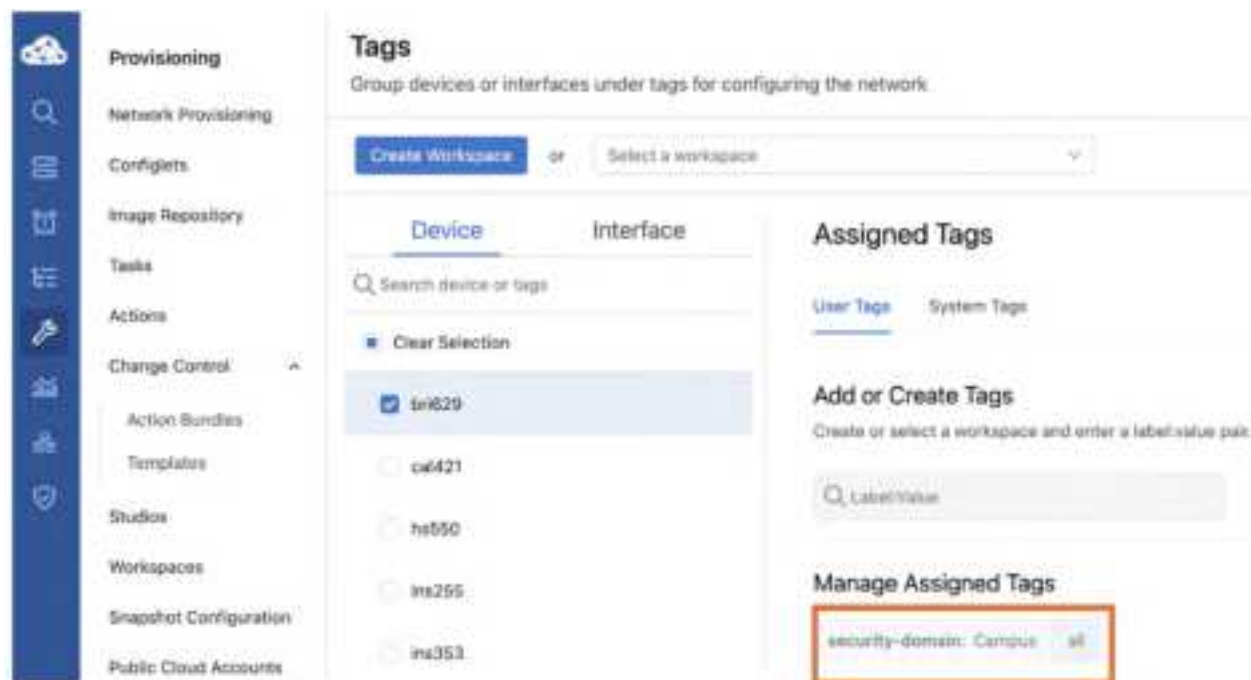 Provisioning
Network Provisioning
Configlets
Image Repository
Tasks
Actions
Change Control
Action Bundles
Templates
Studios
Workspaces
Snapshot Configuration
Public Cloud Accounts
Tags
Group devices or interfaces under tags for configuring the network
Create Workspace or Select a workspace
Device Interface
Search device or tags
Clear Selection
bri629
cal421
hs550
ins255
ins353
Assigned Tags
User Tags System Tags
Add or Create Tags
Create or select a workspace and enter a label:value pair.
Label:Value
Manage Assigned Tags
security-domain: Campus all